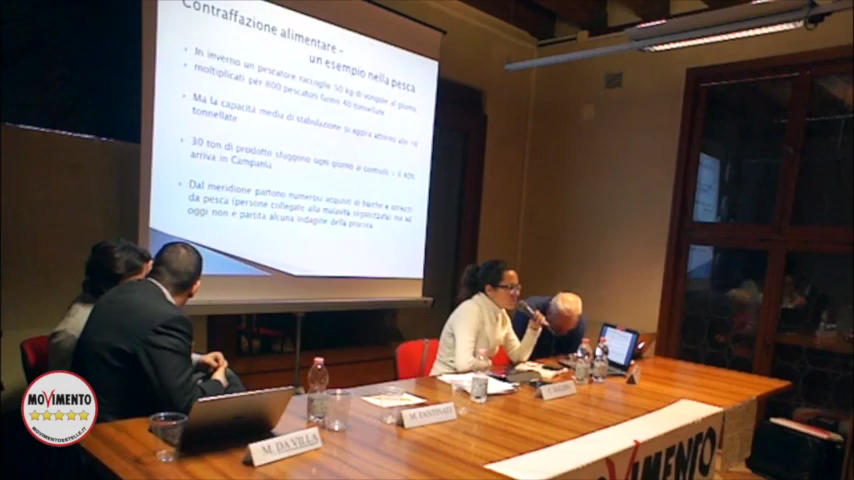 Contraffazione alimentare –
un esempio nella pesca
In inverno un pescatore raccoglie 50 kg di vongole al giorno,
moltiplicati per 800 pescatori fanno 40 tonnellate
Ma la capacità media di stabulazione si aggira attorno alle 10
tonnellate
30 ton di prodotto sfuggono ogni giorno ai controlli
arriva in Campania
Dal meridione partono numerosi acquisti di barche e
da pesca (persone collegate alla malavita organizzata) ma ad
oggi non è partita alcuna indagine della procura
M. DA VILLA
M. FANTINATI
MOVIMENTO
MOVIMENTO
MOVIMENTO5STELLE.IT